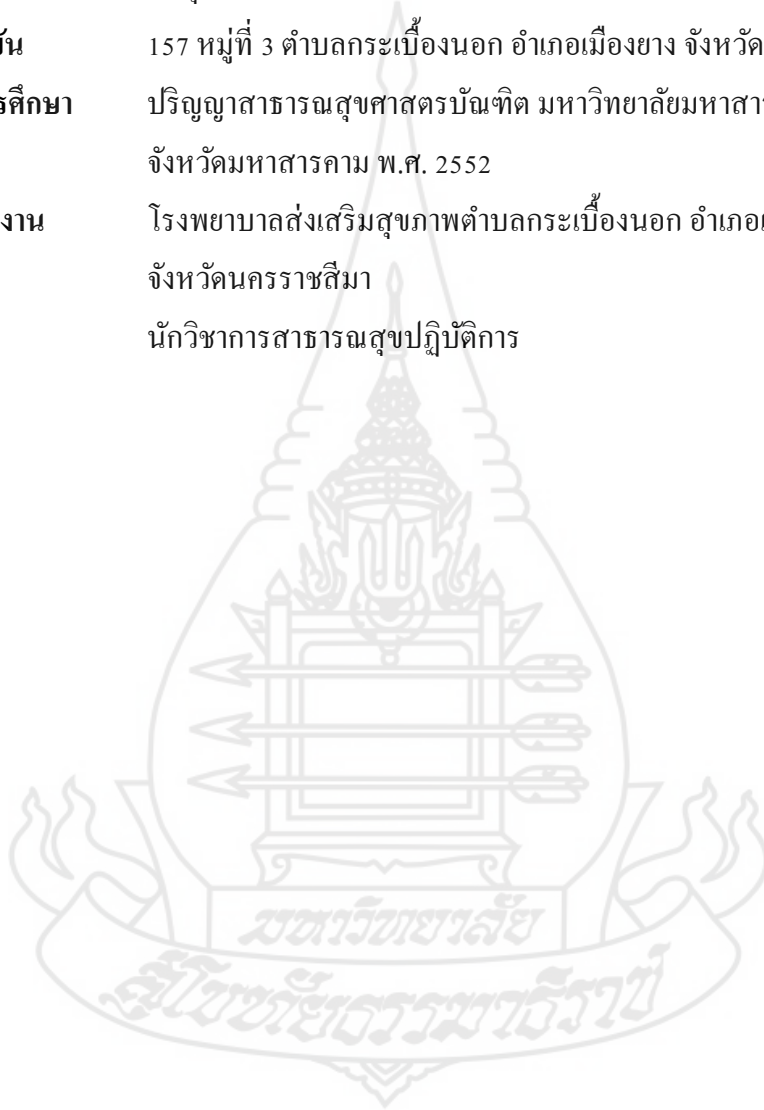 157 หมู่ที่ 3 ตำบลกระเบื้องนอก อำเภอเมืองยาง จังหวัด
ศึกษา ปริญญาสาธารณสุขศาสตรบัณฑิต มหาวิทยาลัยมหาสาร
จังหวัดมหาสารคาม พ.ศ. 2552
งาน โรงพยาบาลส่งเสริมสุขภาพตำบลกระเบื้องนอก อำเภอ
จังหวัดนครราชสีมา
นักวิชาการสาธารณสุขปฏิบัติการ
มหาวิทยาลัย
สุโขทัยธรรมาธิราช